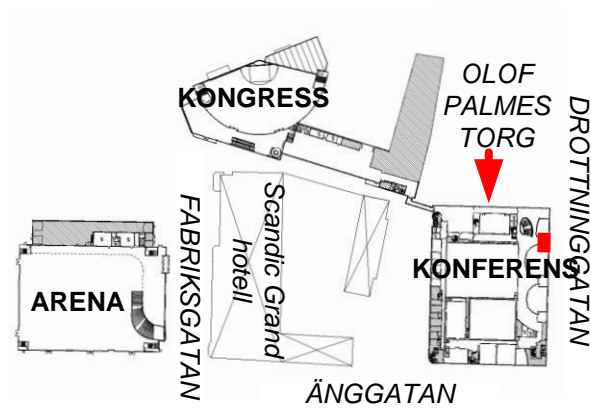 KONGRESS
OLOF
PALMES
TORG
DROTTNINGGATAN
Scandic Grand
hotell
FABRIKSGATAN
KONFERENS
ARENA
ÄNGGATAN